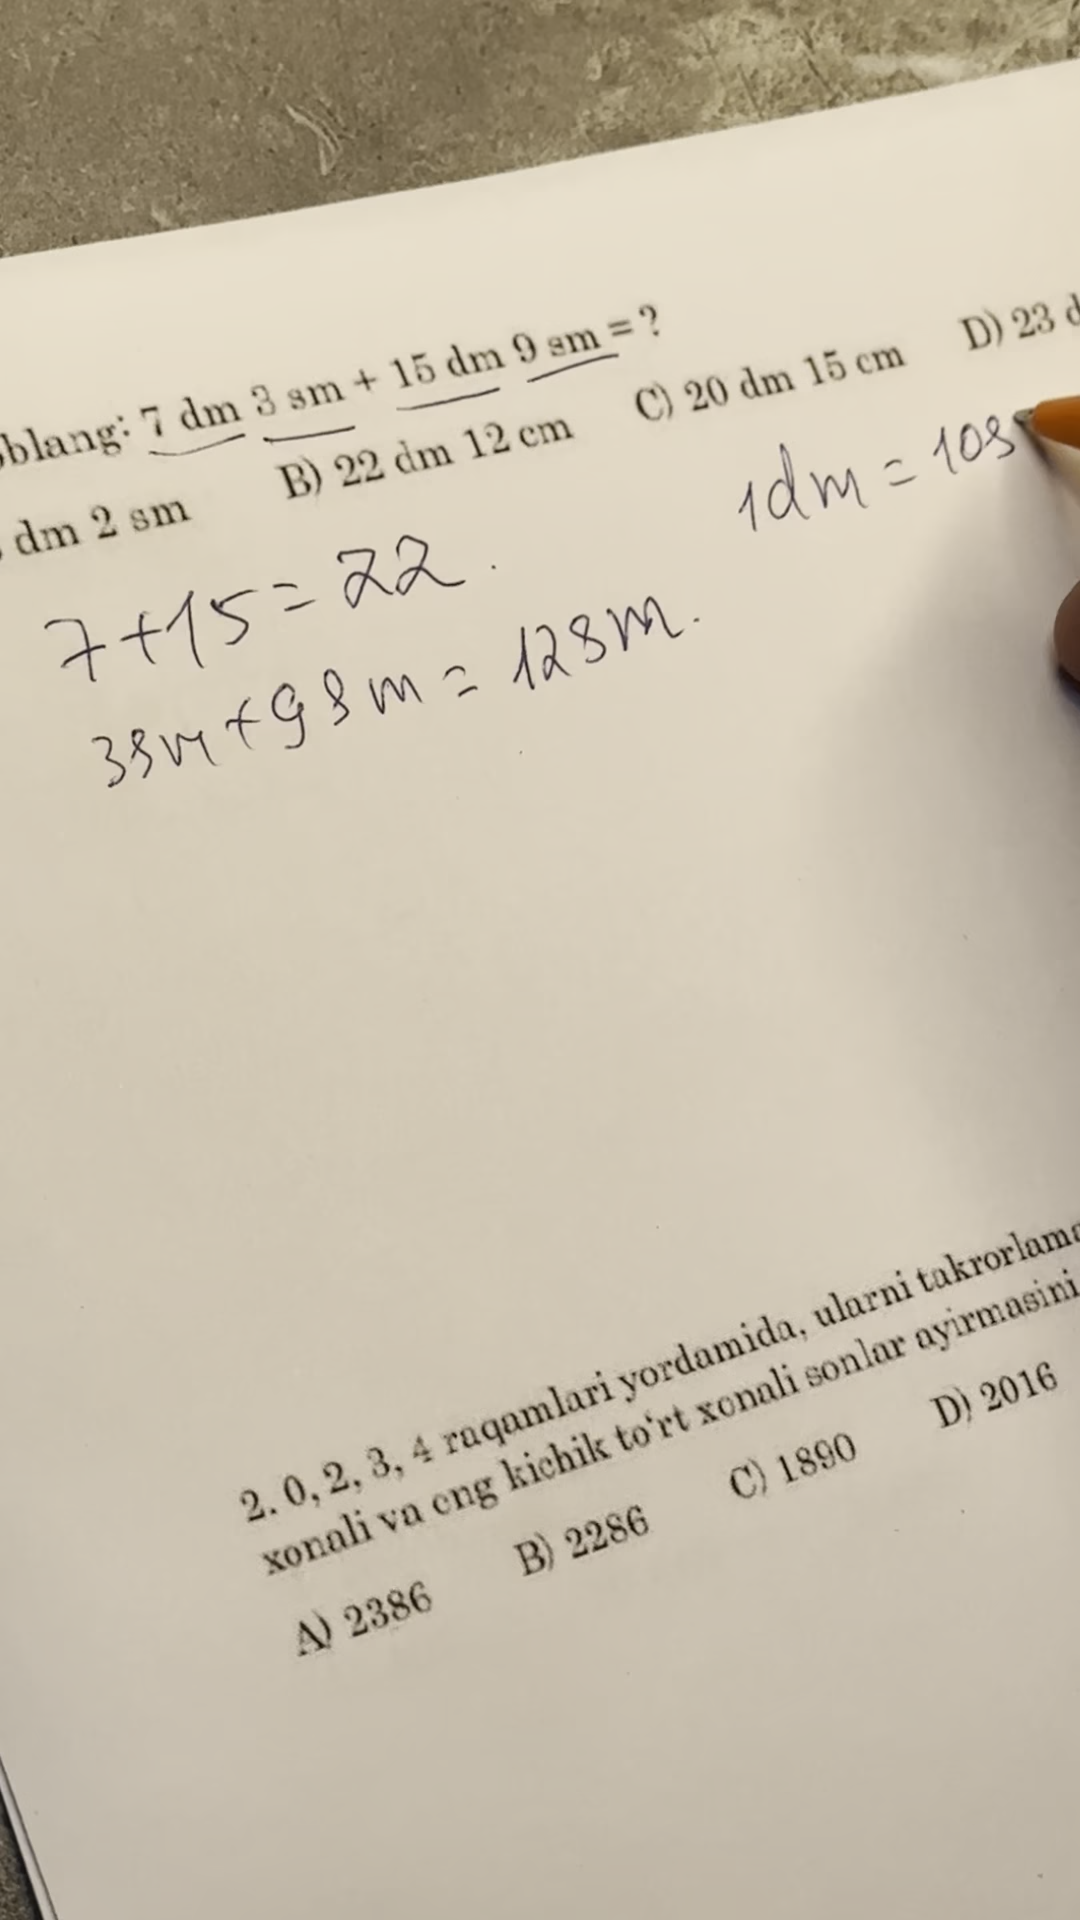 oblang: 7 dm 3 sm + 15 dm 9 sm = ?
dm 2 sm B) 22 dm 12 cm C) 20 dm 15 cm D) 23 d
7+15=22.
1dm = 10s
3sm+9sm = 12sm.
2. 0, 2, 3, 4 raqamlari yordamida, ularni takrorlama
xonali va eng kichik to'rt xonali sonlar ayirmasini
A) 2386 B) 2286 C) 1890 D) 2016